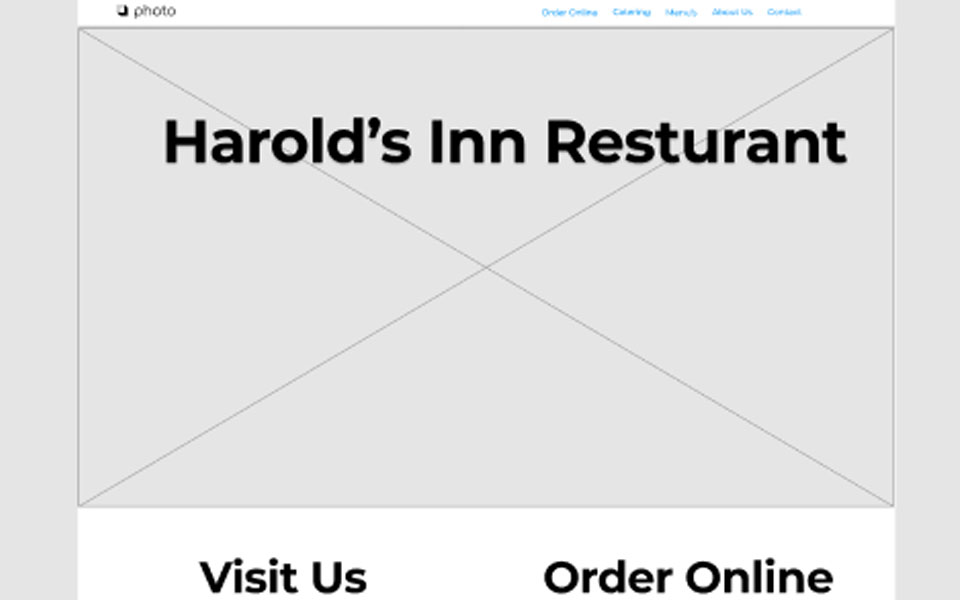 photo
Order Online Catering Menu's About Us Contact
Harold’s Inn Resturant
Visit Us
Order Online